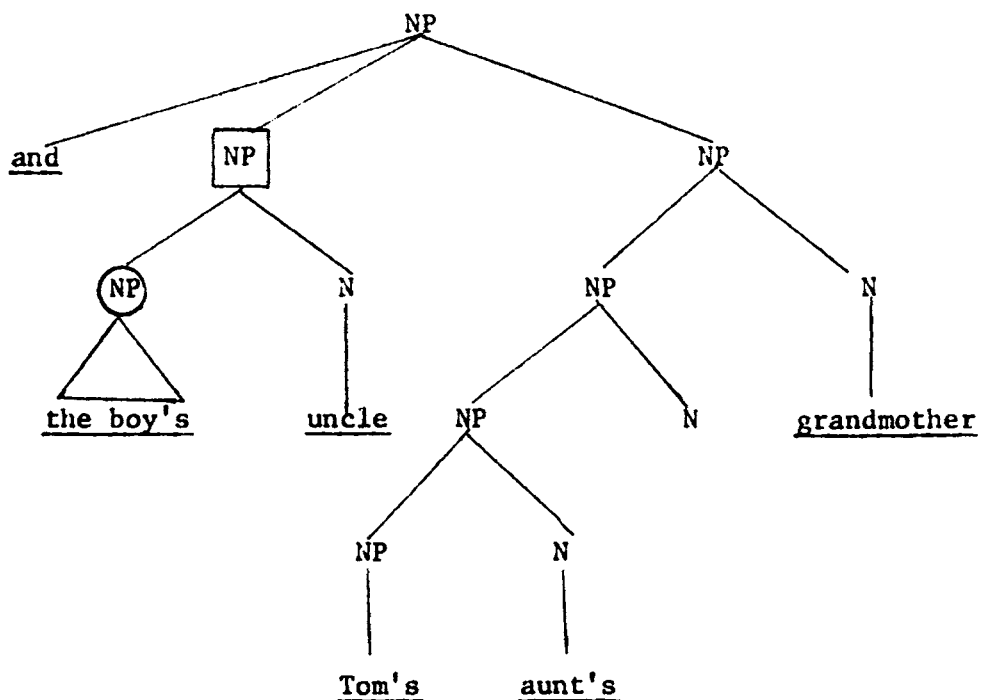 NP
and NP NP
NP N NP N
the boy's uncle NP N grandmother
NP N
Tom's aunt's